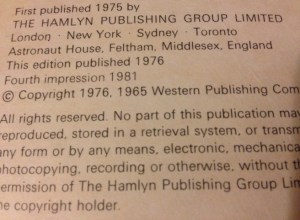 First published 1975 by
THE HAMLYN PUBLISHING GROUP LIMITED
London · New York · Sydney · Toronto
Astronaut House, Feltham, Middlesex, England
This edition published 1976
Fourth impression 1981
© Copyright 1976, 1965 Western Publishing Com
All rights reserved. No part of this publication may
reproduced, stored in a retrieval system, or transm
any form or by any means, electronic, mechanica
photocopying, recording or otherwise, without th
permission of The Hamlyn Publishing Group Lim
he copyright holder.